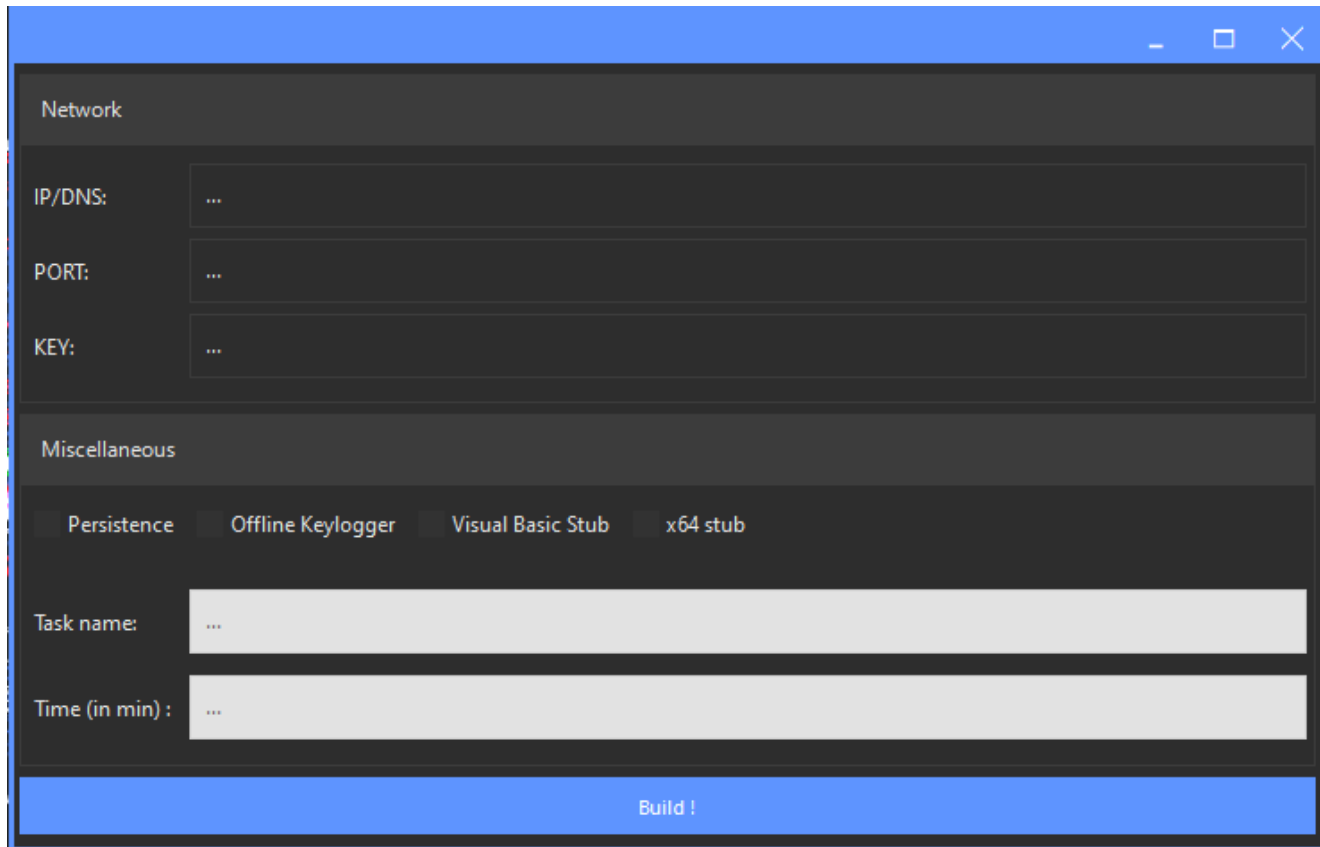 Network
IP/DNS: ...
PORT: ...
KEY: ...
Miscellaneous
Persistence Offline Keylogger Visual Basic Stub x64 stub
Task name: ...
Time (in min) : ...
Build !